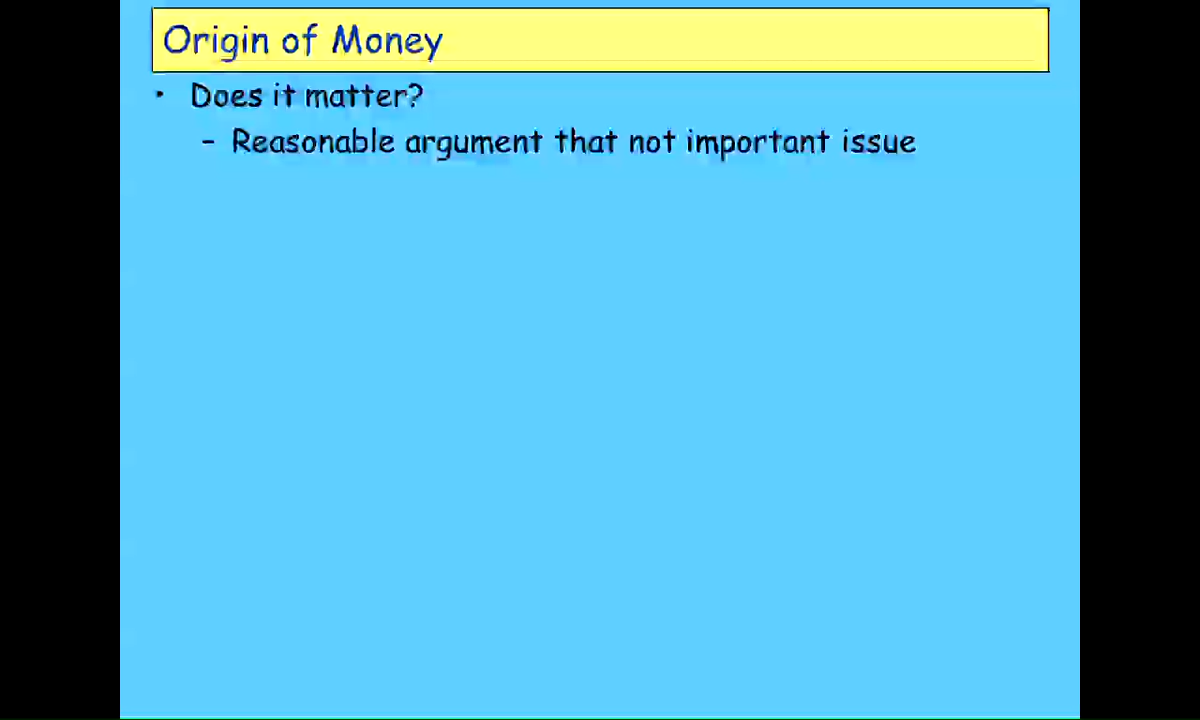 Origin of Money
• Does it matter?
– Reasonable argument that not important issue